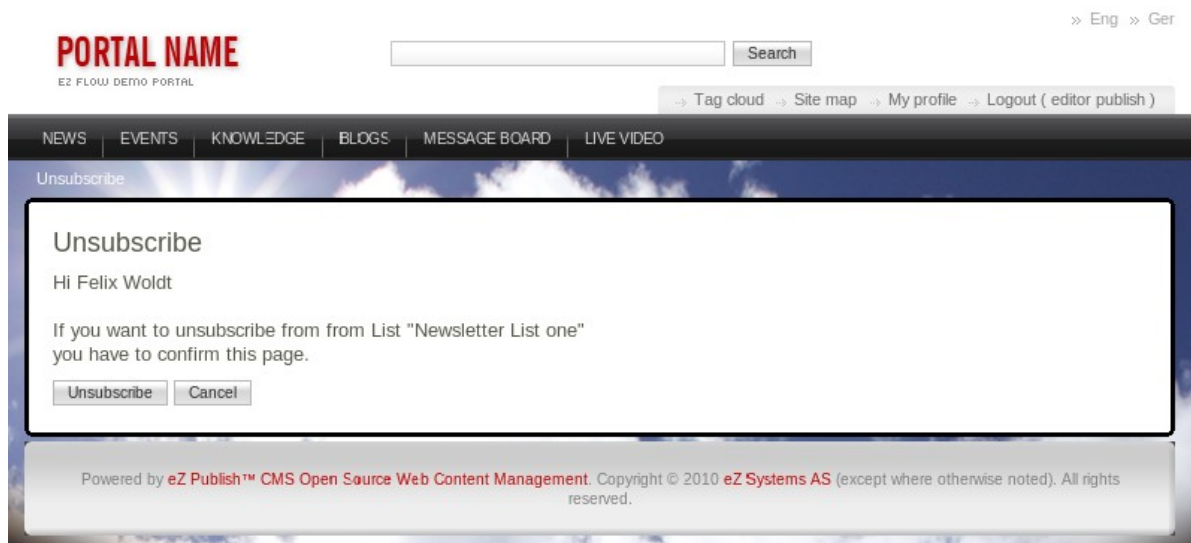 » Eng » Ger
PORTAL NAME
EZ FLOW DEMO PORTAL
Search
Tag cloud Site map My profile Logout ( editor publish )
NEWS EVENTS KNOWLEDGE BLOGS MESSAGE BOARD LIVE VIDEO
Unsubscribe
Unsubscribe
Hi Felix Woldt
If you want to unsubscribe from from List "Newsletter List one"
you have to confirm this page.
Unsubscribe Cancel
Powered by eZ Publish™ CMS Open Source Web Content Management. Copyright © 2010 eZ Systems AS (except where otherwise noted). All rights
reserved.